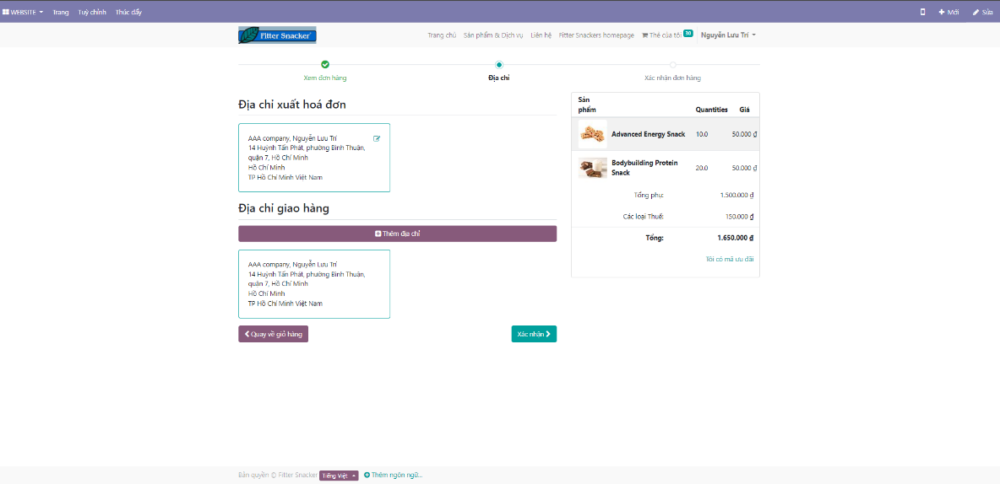 WEBSITE Trang Tuỳ chỉnh Thúc đẩy Mới Sửa
Fitter Snacker Trang chủ Sản phẩm & Dịch vụ Liên hệ Fitter Snackers homepage Thẻ của tôi 30 Nguyễn Lưu Trí
Xem đơn hàng Địa chỉ Xác nhận đơn hàng
Địa chỉ xuất hoá đơn
AAA company, Nguyễn Lưu Trí
14 Huỳnh Tấn Phát, phường Bình Thuận,
quận 7, Hồ Chí Minh
Hồ Chí Minh
TP Hồ Chí Minh Việt Nam
Địa chỉ giao hàng
Thêm địa chỉ
AAA company, Nguyễn Lưu Trí
14 Huỳnh Tấn Phát, phường Bình Thuận,
quận 7, Hồ Chí Minh
Hồ Chí Minh
TP Hồ Chí Minh Việt Nam
Quay về giỏ hàng Xác nhận
Sản
phẩm Quantities Giá
Advanced Energy Snack 10.0 50.000 ₫
Bodybuilding Protein
Snack 20.0 50.000 ₫
Tổng phụ: 1.500.000 ₫
Các loại Thuế: 150.000 ₫
Tổng: 1.650.000 ₫
Tôi có mã ưu đãi
Bản quyền © Fitter Snacker Tiếng Việt Thêm ngôn ngữ...